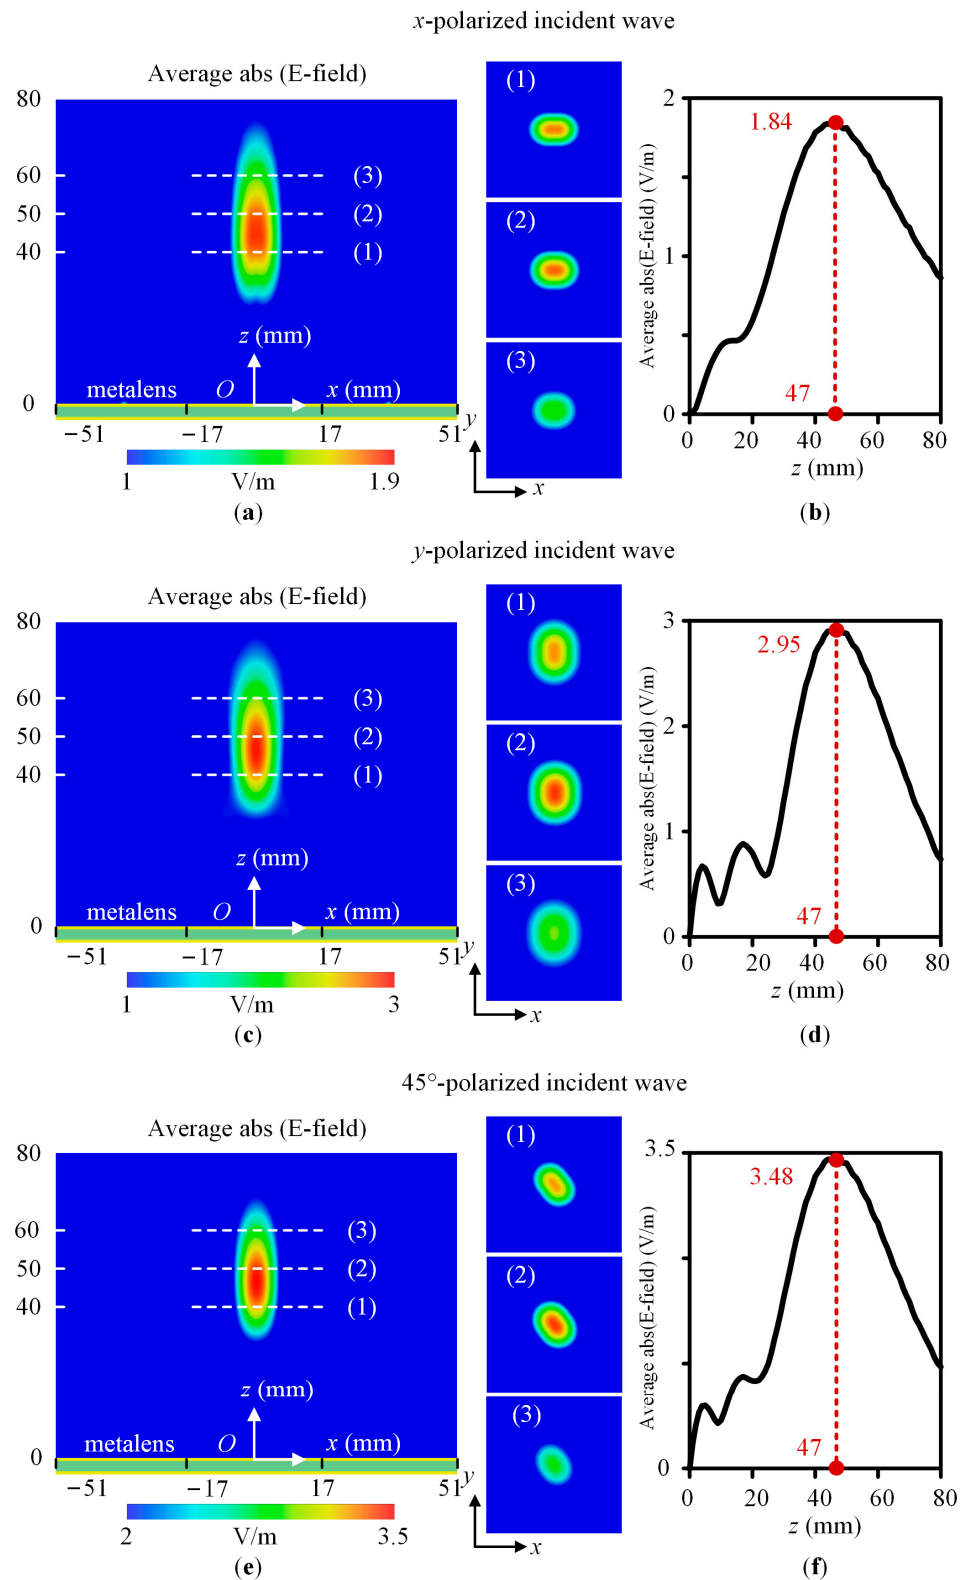 x-polarized incident wave
Average abs (E-field)
80
60
50
40
0
(3)
(2)
(1)
z (mm)
metalens
O
x (mm)
−51
−17
17
51
1
V/m
1.9
(a)
(1)
(2)
(3)
y
x
Average abs(E-field) (V/m)
2
1
0
1.84
47
0
20
40
60
80
z (mm)
(b)
y-polarized incident wave
Average abs (E-field)
80
60
50
40
0
(3)
(2)
(1)
z (mm)
metalens
O
x (mm)
−51
−17
17
51
1
V/m
3
(c)
(1)
(2)
(3)
y
x
Average abs(E-field) (V/m)
3
2
1
0
2.95
47
0
20
40
60
80
z (mm)
(d)
45°-polarized incident wave
Average abs (E-field)
80
60
50
40
0
(3)
(2)
(1)
z (mm)
metalens
O
x (mm)
−51
−17
17
51
2
V/m
3.5
(e)
(1)
(2)
(3)
y
x
Average abs(E-field) (V/m)
3.5
0
3.48
47
0
20
40
60
80
z (mm)
(f)